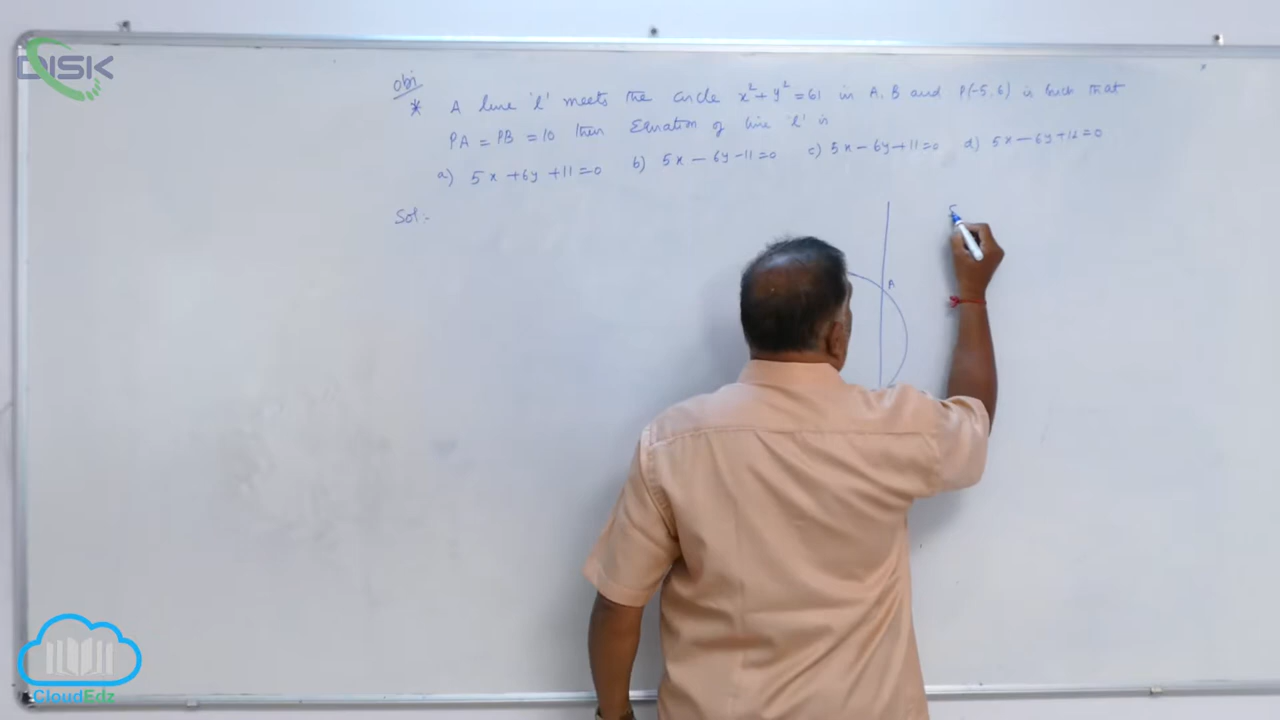 DISK
Obj
* A line 'l' meets the circle x² + y² = 61 in A, B and P(-5, 6) is such that
PA = PB = 10 then Equation of line 'l' is
a) 5x + 6y + 11 = 0 b) 5x - 6y - 11 = 0 c) 5x - 6y + 11 = 0 d) 5x - 6y + 12 = 0
Sol:-
A
CloudEdz